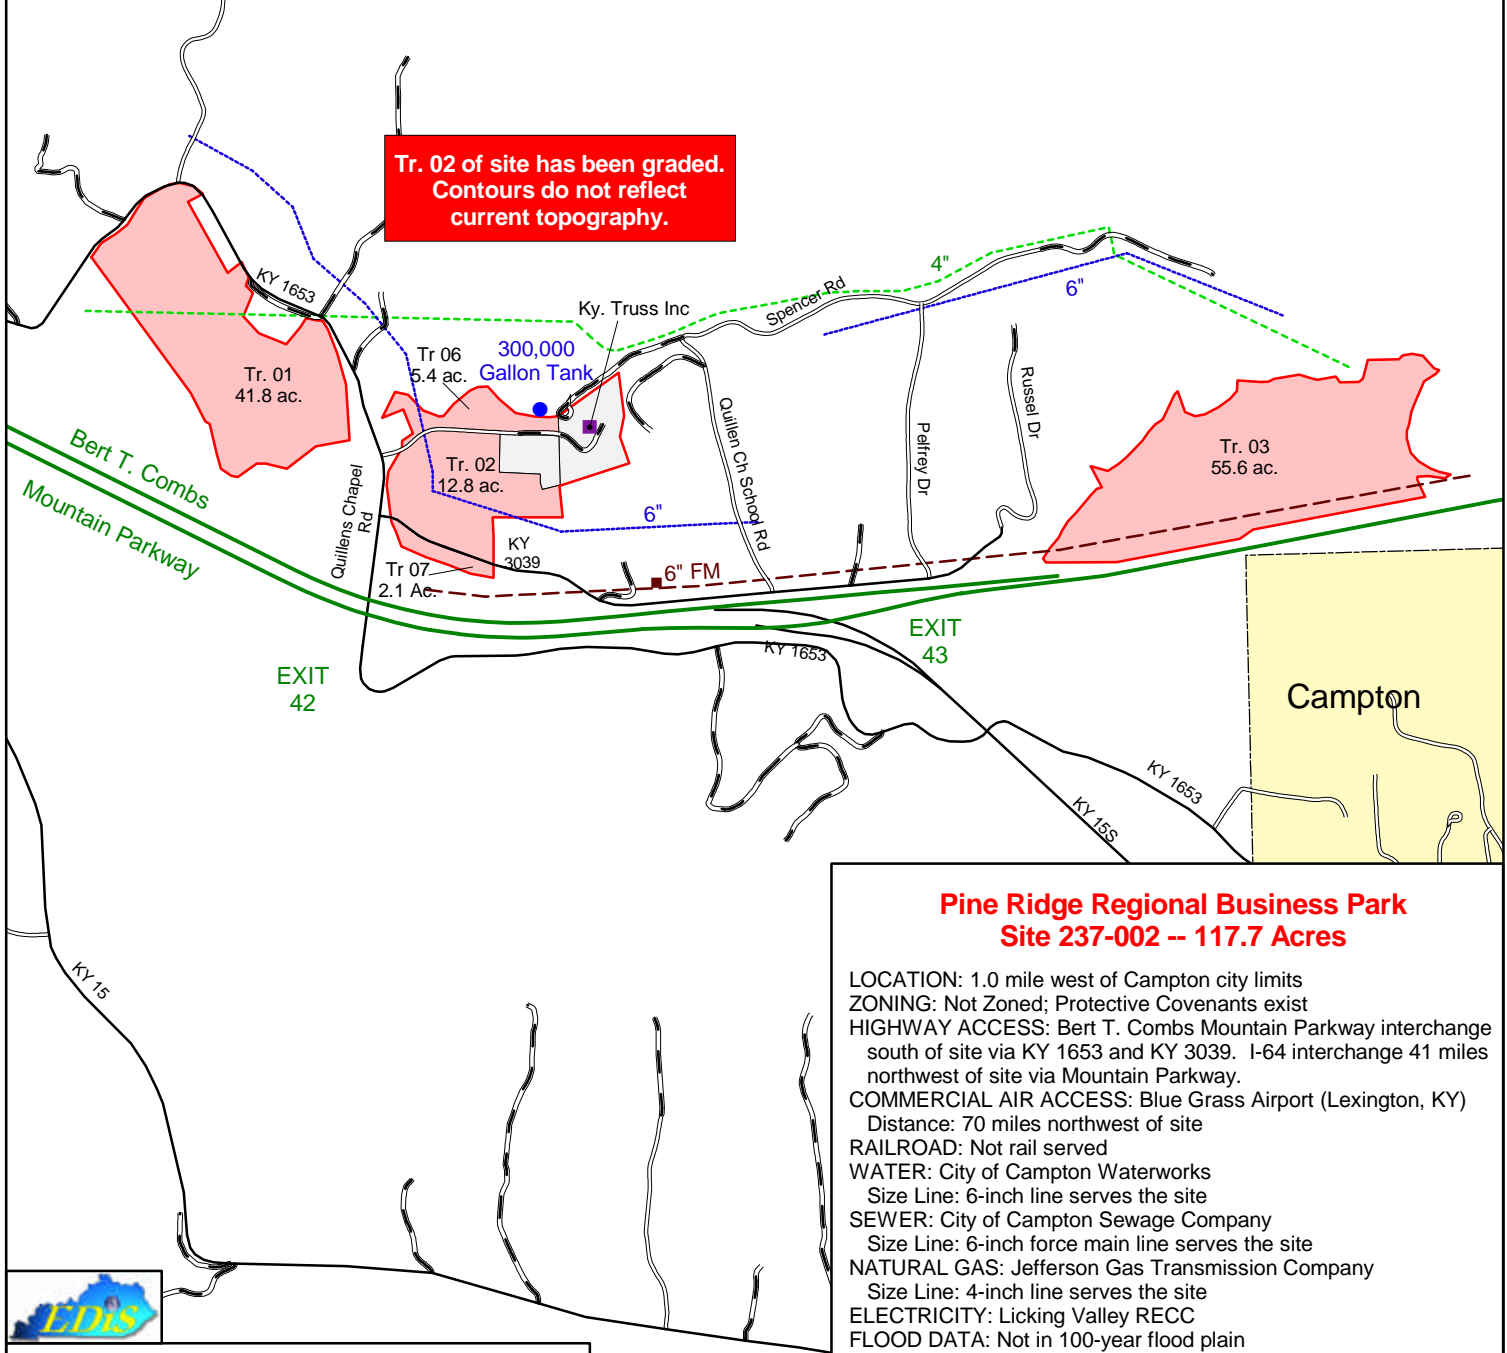 Tr. 02 of site has been graded.
Contours do not reflect
current topography.
KY 1653
4"
6"
Spencer Rd
Ky. Truss Inc
300,000
Gallon Tank
Tr 06
5.4 ac.
Tr. 01
41.8 ac.
Russel Dr
Quillen Ch School Rd
Pelfrey Dr
Tr. 03
55.6 ac.
Bert T. Combs
Mountain Parkway
Tr. 02
12.8 ac.
Quillens Chapel
Rd
6"
KY
3039
Tr 07
2.1 Ac.
6" FM
EXIT
42
KY 1653
EXIT
43
Campton
KY 1653
KY 15S
KY 15
Pine Ridge Regional Business Park
Site 237-002 -- 117.7 Acres
LOCATION: 1.0 mile west of Campton city limits
ZONING: Not Zoned; Protective Covenants exist
HIGHWAY ACCESS: Bert T. Combs Mountain Parkway interchange
south of site via KY 1653 and KY 3039. I-64 interchange 41 miles
northwest of site via Mountain Parkway.
COMMERCIAL AIR ACCESS: Blue Grass Airport (Lexington, KY)
Distance: 70 miles northwest of site
RAILROAD: Not rail served
WATER: City of Campton Waterworks
Size Line: 6-inch line serves the site
SEWER: City of Campton Sewage Company
Size Line: 6-inch force main line serves the site
NATURAL GAS: Jefferson Gas Transmission Company
Size Line: 4-inch line serves the site
ELECTRICITY: Licking Valley RECC
FLOOD DATA: Not in 100-year flood plain
EDiS